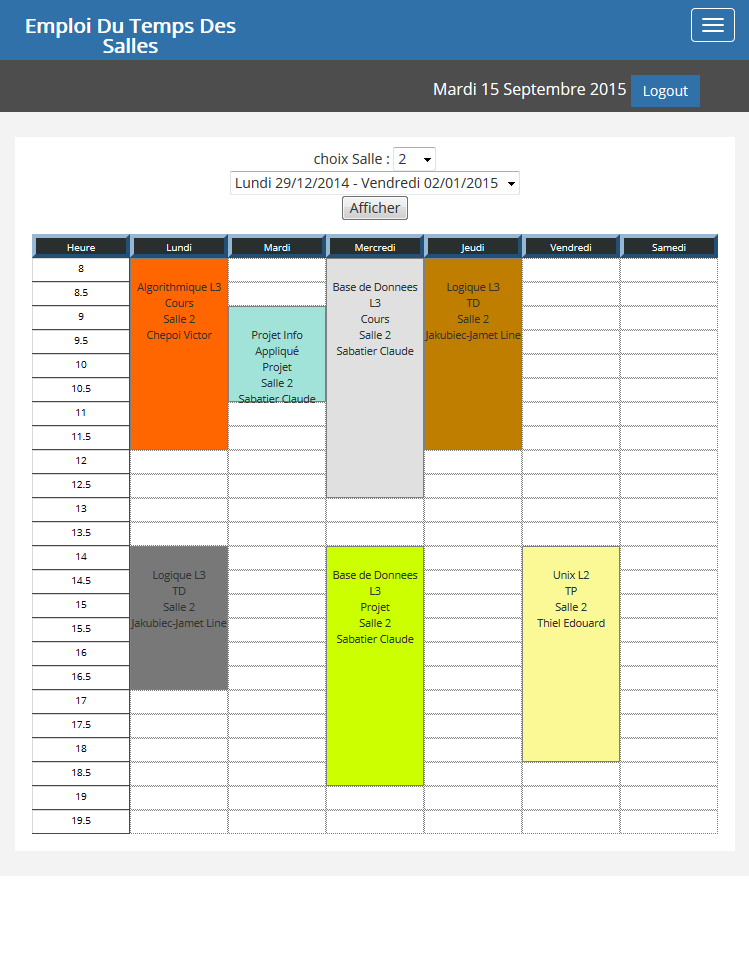 Emploi Du Temps Des
Salles
Mardi 15 Septembre 2015 Logout
choix Salle : 2
Lundi 29/12/2014 - Vendredi 02/01/2015
Afficher
Heure Lundi Mardi Mercredi Jeudi Vendredi Samedi
8
8.5
9
9.5
10
10.5
11
11.5
12
12.5
13
13.5
14
14.5
15
15.5
16
16.5
17
17.5
18
18.5
19
19.5
Algorithmique L3
Cours
Salle 2
Chepoi Victor
Logique L3
TD
Salle 2
Jakubiec-Jamet Line
Projet Info
Appliqué
Projet
Salle 2
Sabatier Claude
Base de Donnees
L3
Cours
Salle 2
Sabatier Claude
Base de Donnees
L3
Projet
Salle 2
Sabatier Claude
Logique L3
TD
Salle 2
Jakubiec-Jamet Line
Unix L2
TP
Salle 2
Thiel Edouard